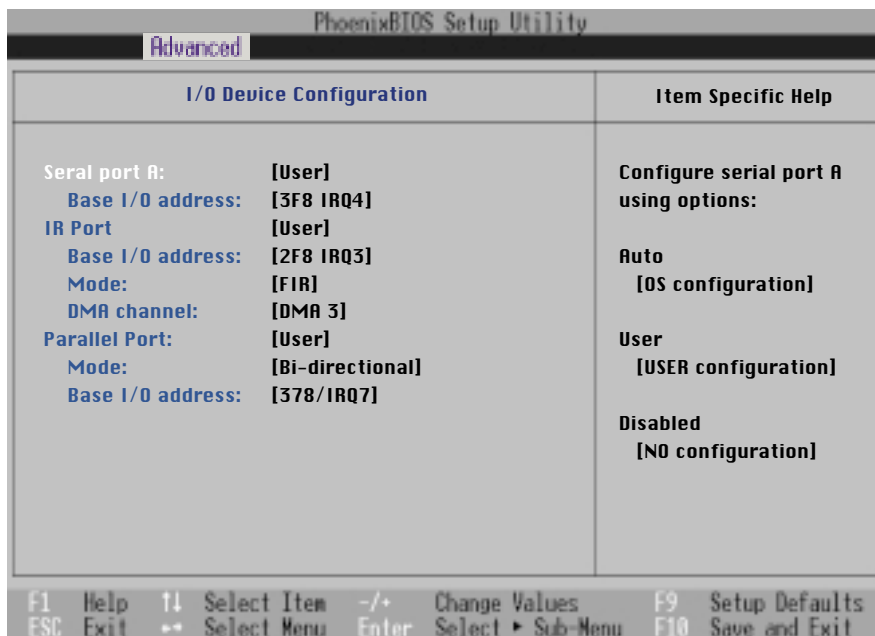 PhoenixBIOS Setup Utility
Advanced
I/O Device Configuration
Item Specific Help
Seral port A: [User]
Base I/O address: [3F8 IRQ4]
IR Port [User]
Base I/O address: [2F8 IRQ3]
Mode: [FIR]
DMA channel: [DMA 3]
Parallel Port: [User]
Mode: [Bi-directional]
Base I/O address: [378/IRQ7]
Configure serial port A
using options:
Auto
[OS configuration]
User
[USER configuration]
Disabled
[NO configuration]
F1 Help ↑↓ Select Item -/+ Change Values F9 Setup Defaults
ESC Exit ←→ Select Menu Enter Select ► Sub-Menu F10 Save and Exit